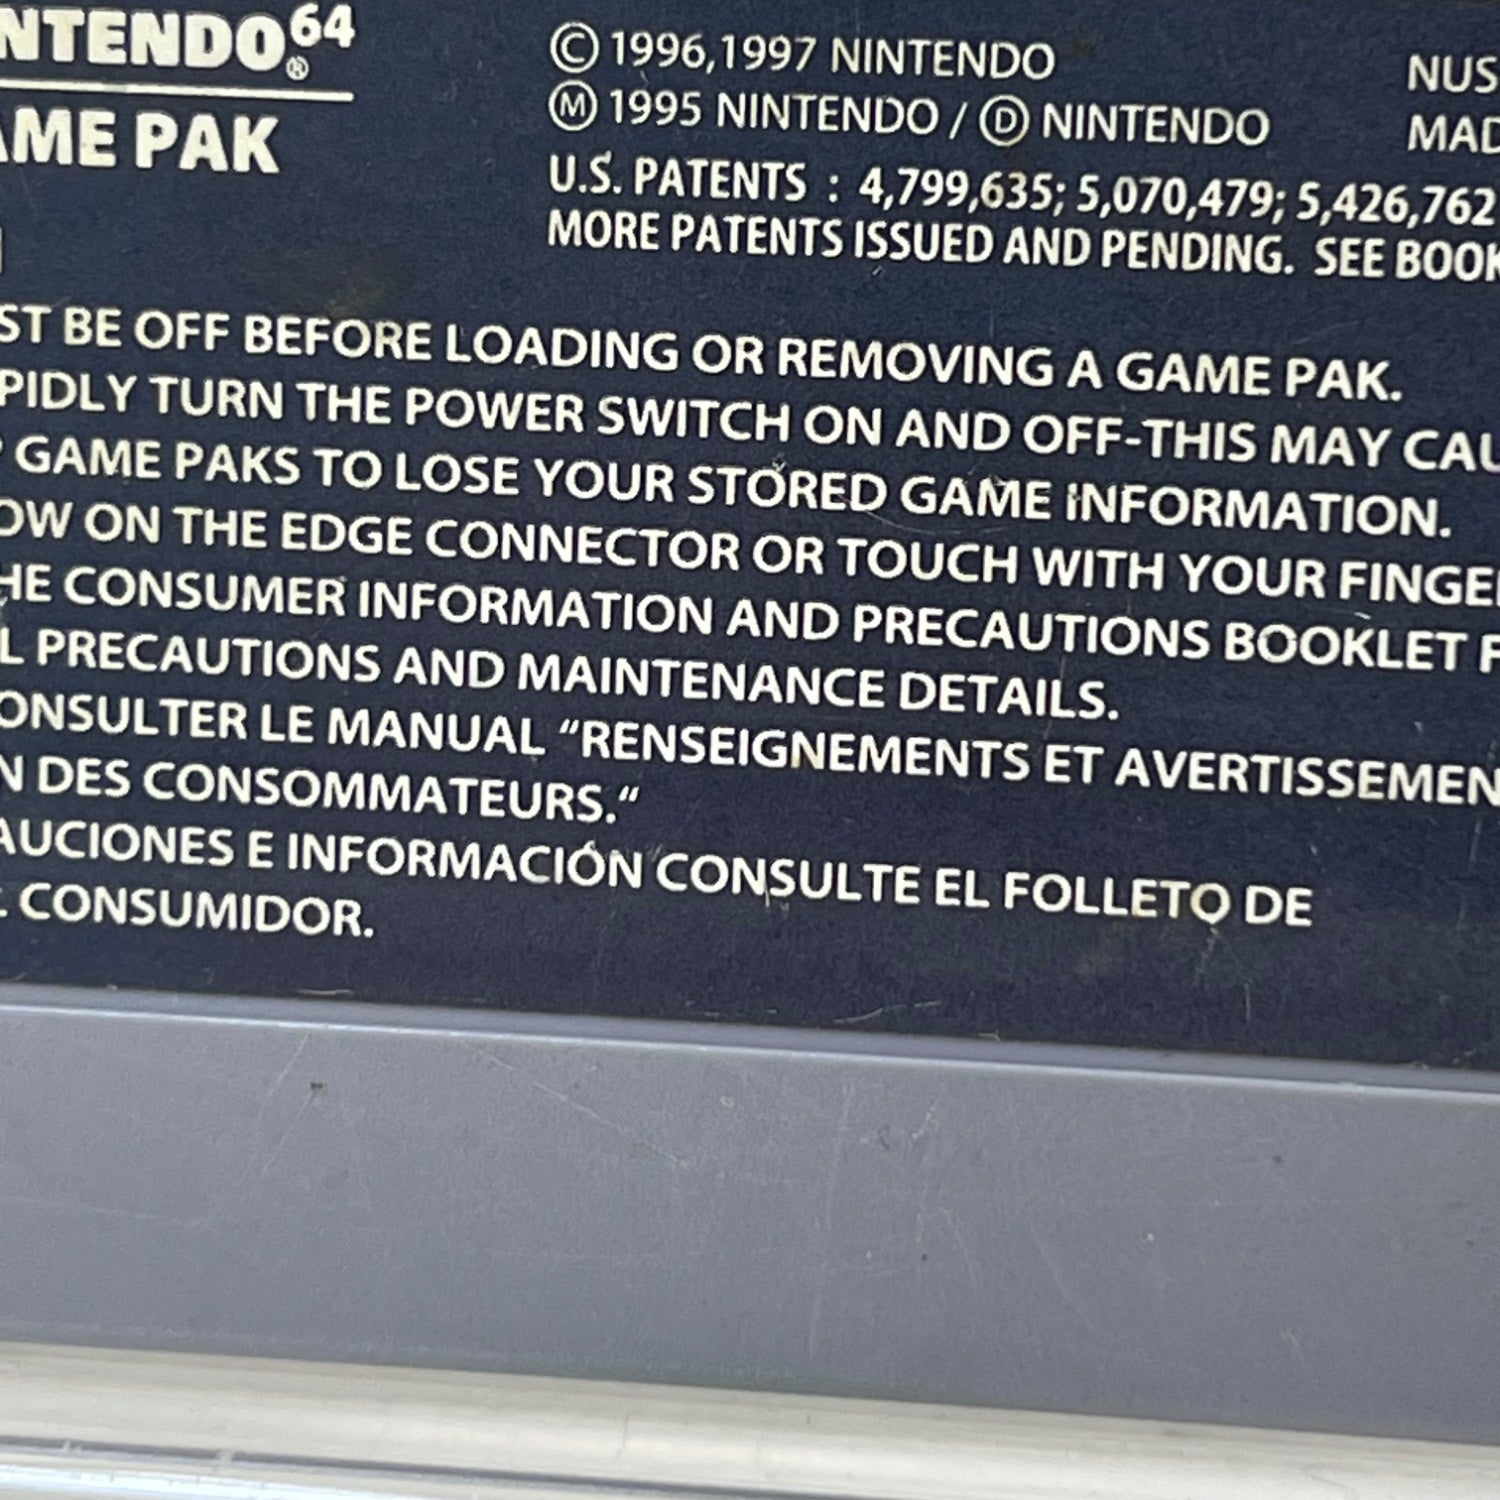 NTENDO®64
AME PAK
© 1996,1997 NINTENDO
Ⓜ 1995 NINTENDO / Ⓓ NINTENDO
U.S. PATENTS : 4,799,635; 5,070,479; 5,426,762
MORE PATENTS ISSUED AND PENDING. SEE BOOK
NUS
MAD
ST BE OFF BEFORE LOADING OR REMOVING A GAME PAK.
PIDLY TURN THE POWER SWITCH ON AND OFF-THIS MAY CAU
GAME PAKS TO LOSE YOUR STORED GAME INFORMATION.
OW ON THE EDGE CONNECTOR OR TOUCH WITH YOUR FINGE
HE CONSUMER INFORMATION AND PRECAUTIONS BOOKLET F
L PRECAUTIONS AND MAINTENANCE DETAILS.
ONSULTER LE MANUAL “RENSEIGNEMENTS ET AVERTISSEMEN
N DES CONSOMMATEURS.“
AUCIONES E INFORMACIÓN CONSULTE EL FOLLETO DE
CONSUMIDOR.